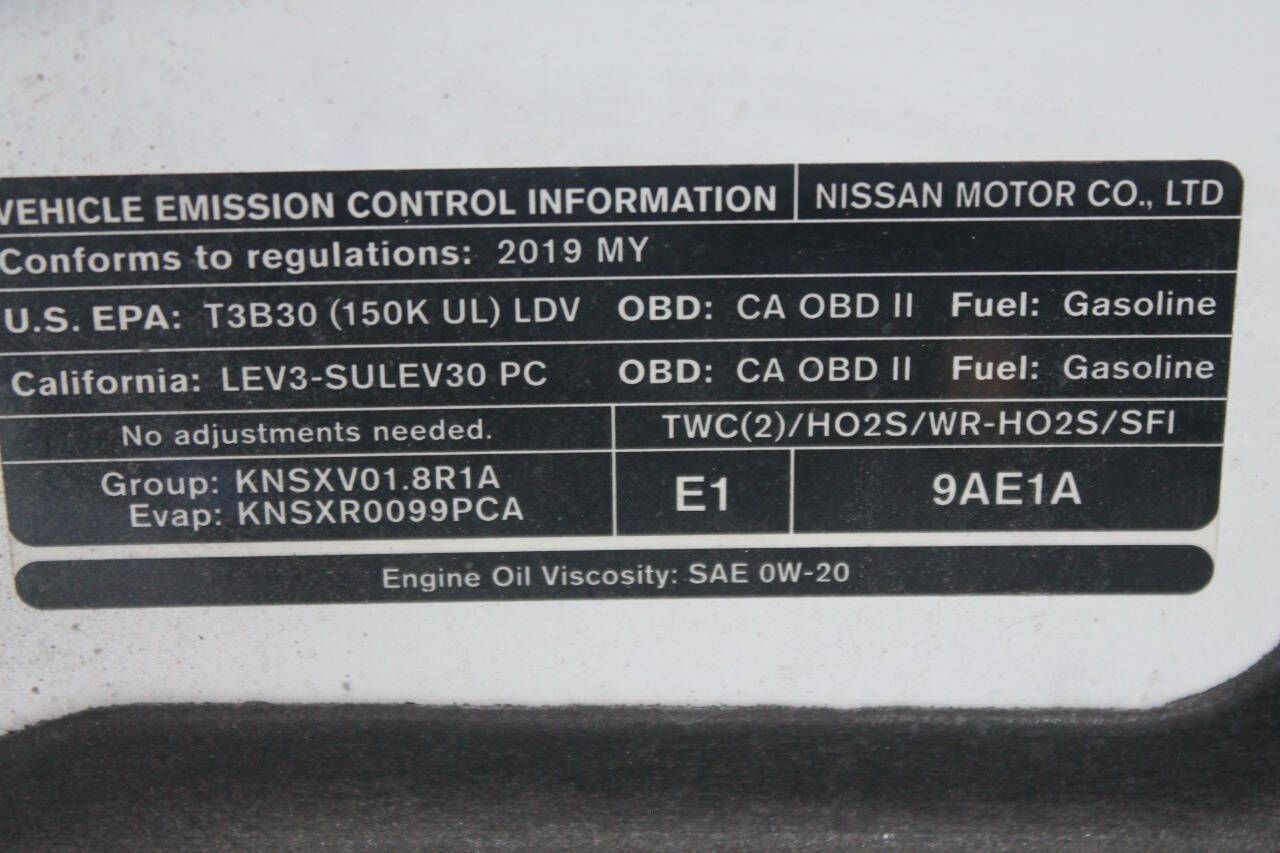 VEHICLE EMISSION CONTROL INFORMATION NISSAN MOTOR CO., LTD
Conforms to regulations: 2019 MY
U.S. EPA: T3B30 (150K UL) LDV OBD: CA OBD II Fuel: Gasoline
California: LEV3-SULEV30 PC OBD: CA OBD II Fuel: Gasoline
No adjustments needed. TWC(2)/HO2S/WR-HO2S/SFI
Group: KNSXV01.8R1A
Evap: KNSXR0099PCA
E1 9AE1A
Engine Oil Viscosity: SAE 0W-20